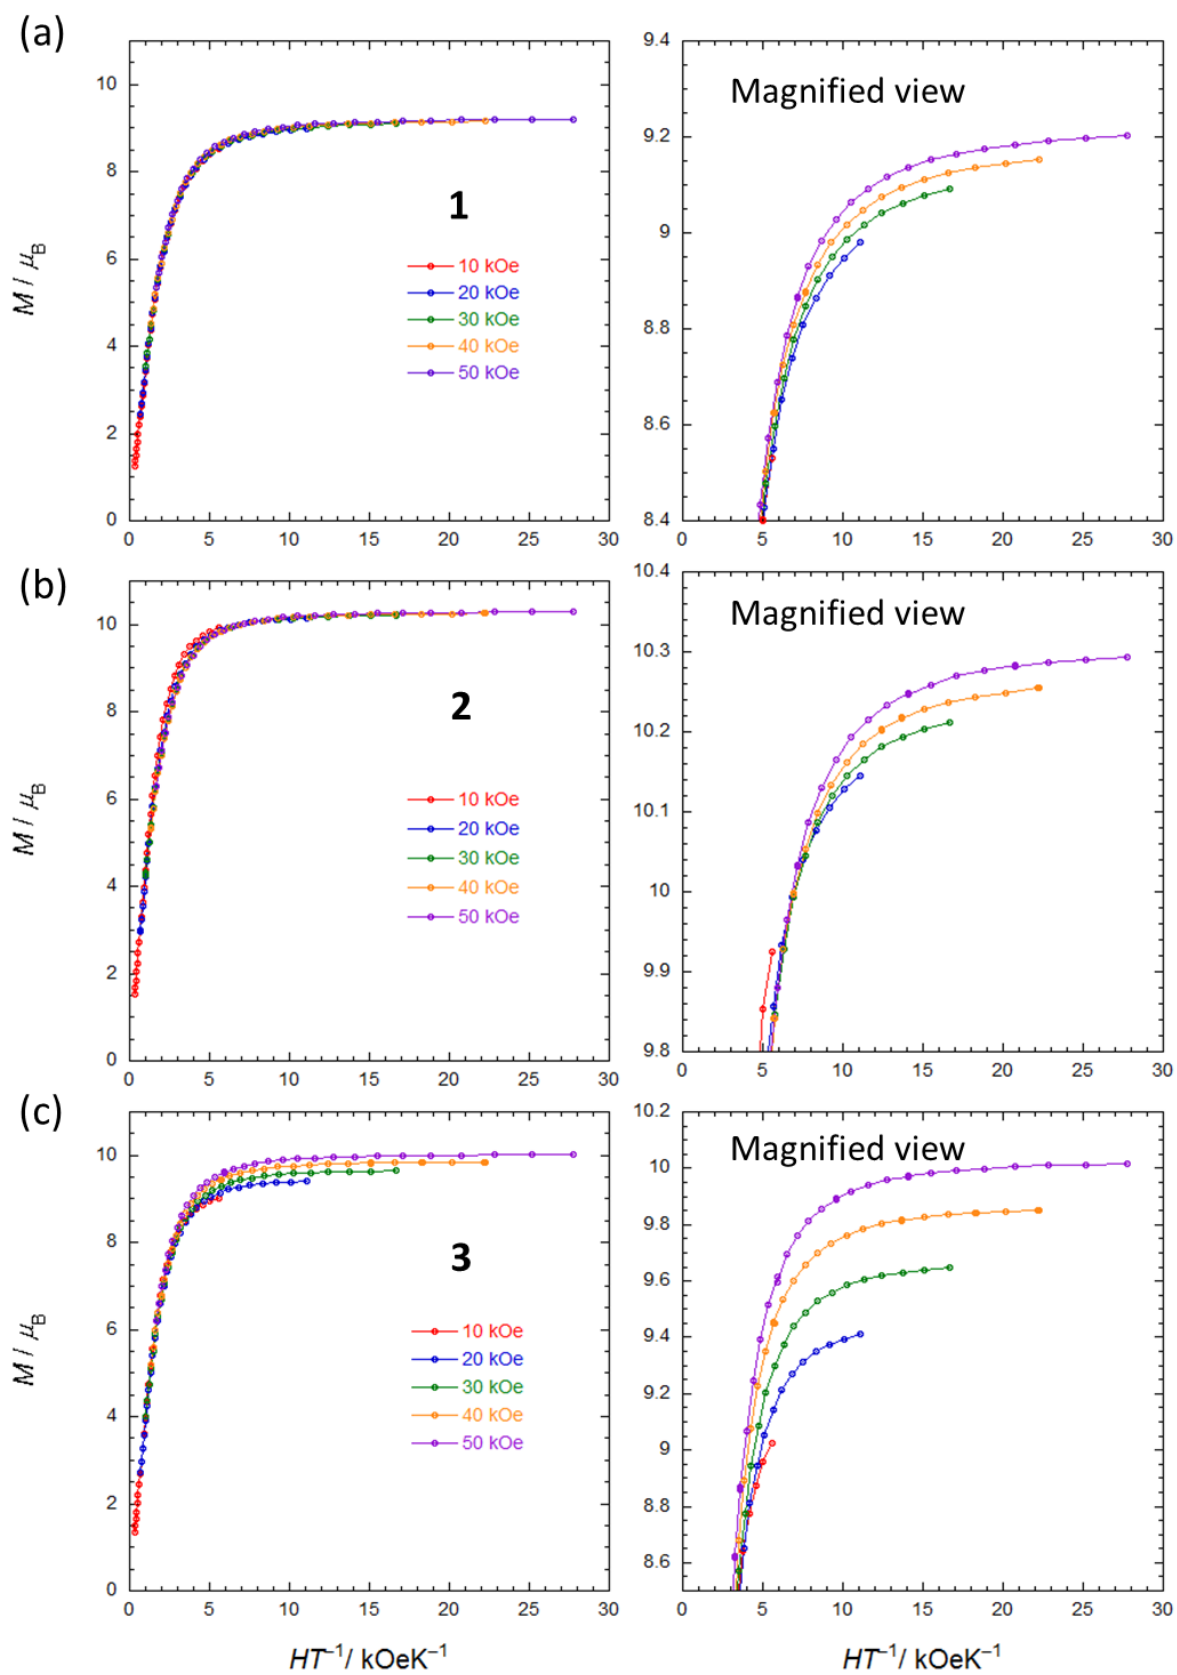 (a)
10
8
6
4
2
0
M / μB
1
10 kOe
20 kOe
30 kOe
40 kOe
50 kOe
0 5 10 15 20 25 30
9.4
9.2
9
8.8
8.6
8.4
Magnified view
0 5 10 15 20 25 30
(b)
10
8
6
4
2
0
M / μB
2
10 kOe
20 kOe
30 kOe
40 kOe
50 kOe
0 5 10 15 20 25 30
10.4
10.3
10.2
10.1
10
9.9
9.8
Magnified view
0 5 10 15 20 25 30
(c)
10
8
6
4
2
0
M / μB
3
10 kOe
20 kOe
30 kOe
40 kOe
50 kOe
0 5 10 15 20 25 30
HT⁻¹/ kOeK⁻¹
10.2
10
9.8
9.6
9.4
9.2
9
8.8
8.6
Magnified view
0 5 10 15 20 25 30
HT⁻¹/ kOeK⁻¹